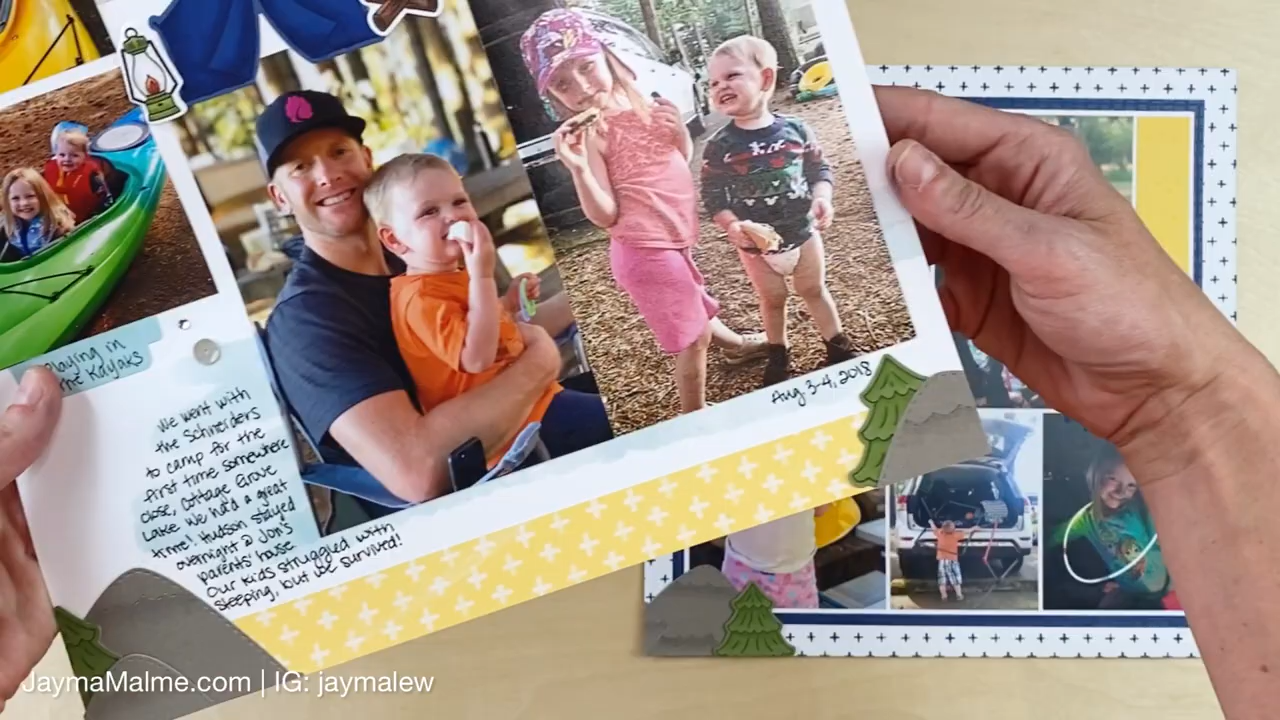 playing in
the Kayaks
Aug 3-4, 2018
We went with
the Schneiders
to camp for the
first time somewhere
close, Cottage Grove
Lake. We had a great
time! Hudson stayed
overnight @ Jon's
parents' house.
Our kids struggled with
sleeping, but we survived!
JaymaMalme.com | IG: jaymalew